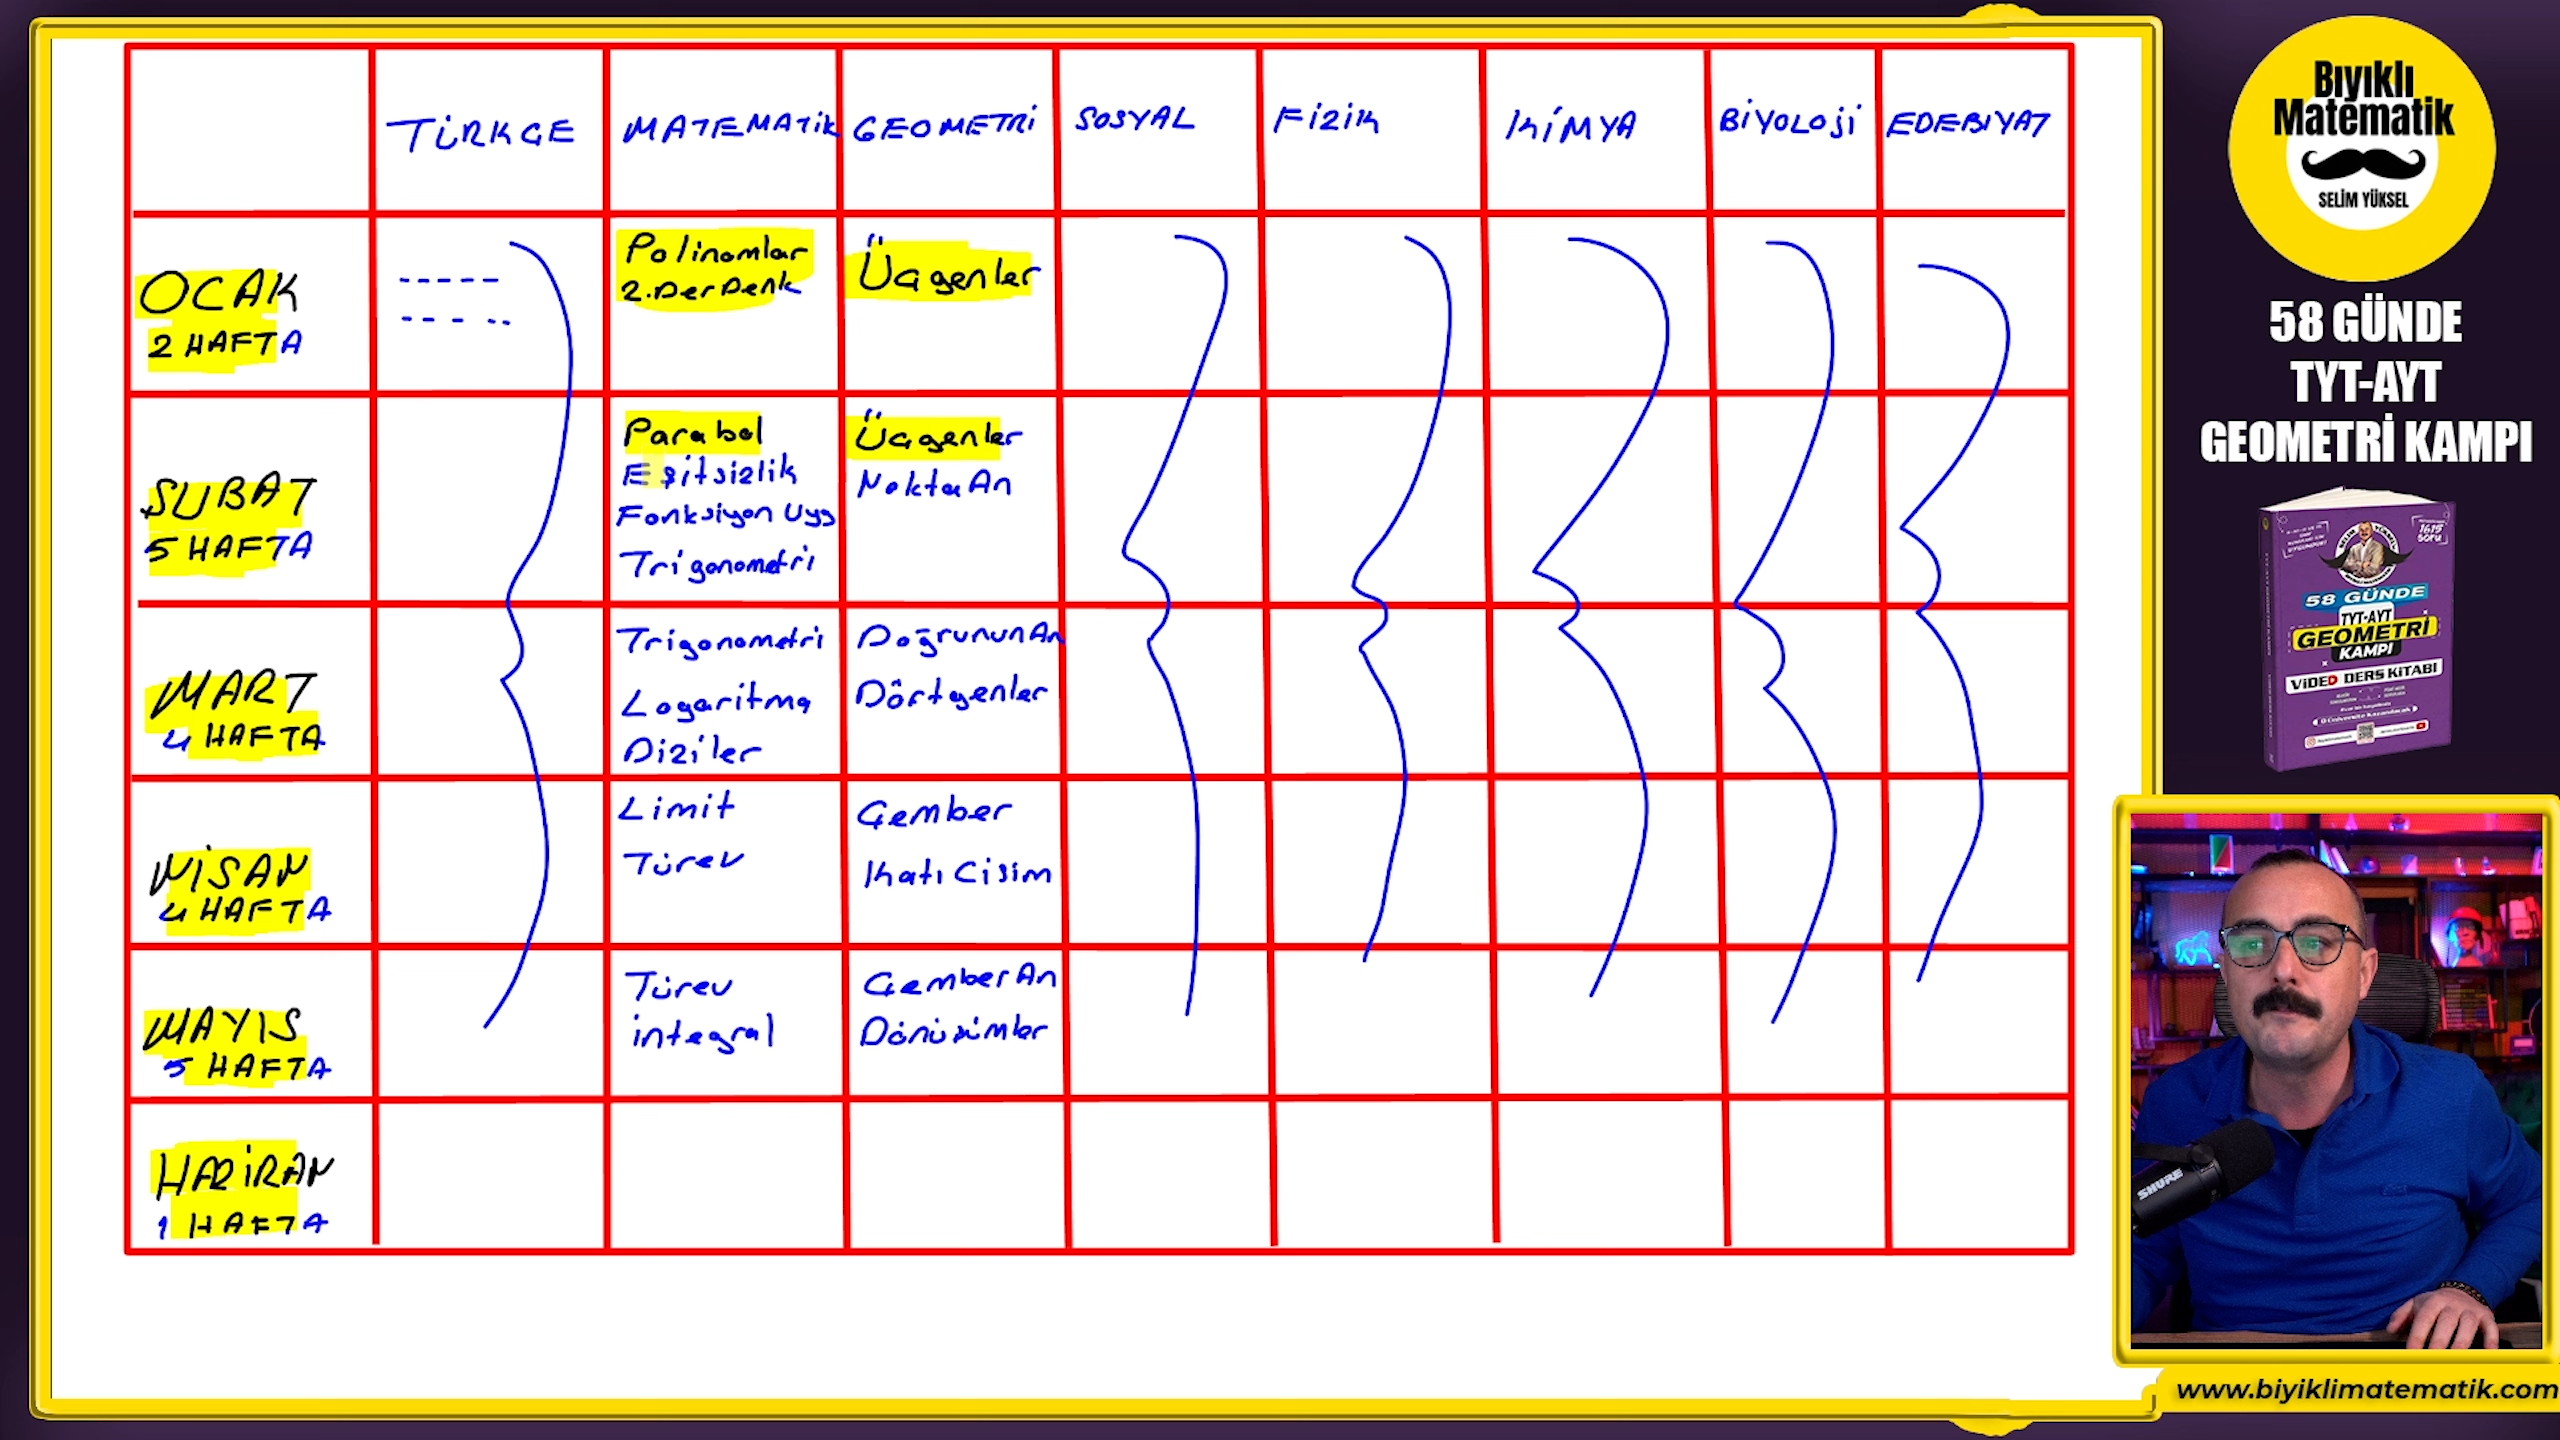 TÜRKÇE MATEMATİK GEOMETRİ SOSYAL FİZİK KİMYA BİYOLOJİ EDEBİYAT
OCAK
2 HAFTA
Polinomlar
2.Der Denk
Üçgenler
ŞUBAT
5 HAFTA
Parabol
Eşitsizlik
Fonksiyon Uyg
Trigonometri
Üçgenler
Nokta An
MART
4 HAFTA
Trigonometri
Logaritma
Diziler
Doğrunun An
Dörtgenler
NİSAN
4 HAFTA
Limit
Türev
Çember
Katı Cisim
MAYIS
5 HAFTA
Türev
integral
Çember An
Dönüşümler
HAZİRAN
1 HAFTA
Bıyıklı
Matematik
SELİM YÜKSEL
58 GÜNDE
TYT-AYT
GEOMETRİ KAMPI
1615
SORU
58 GÜNDE
TYT-AYT
GEOMETRİ
KAMPI
VİDEO DERS KİTABI
SHURE
www.biyiklimatematik.com